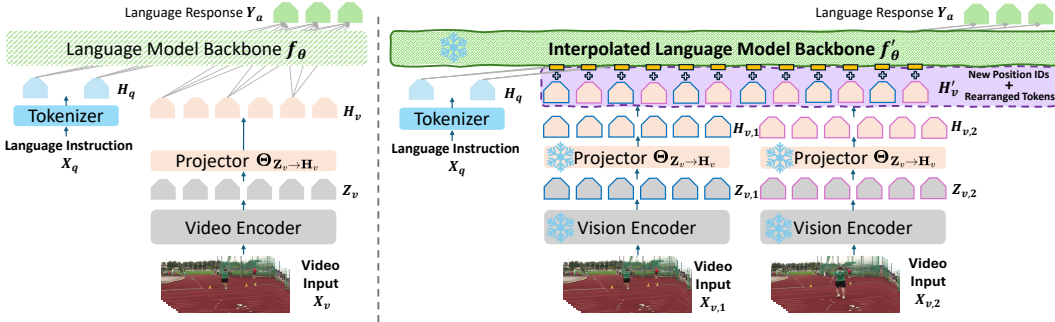 Language Response Y_a
Language Model Backbone f_θ
H_q
Tokenizer
Language Instruction
X_q
H_v
Projector Θ_{Z_v→H_v}
Z_v
Video Encoder
Video
Input
X_v
Language Response Y_a
Interpolated Language Model Backbone f'_θ
New Position IDs
+
Rearranged Tokens
H'_v
H_q
Tokenizer
Language Instruction
X_q
H_{v,1}
H_{v,2}
Projector Θ_{Z_v→H_v}
Projector Θ_{Z_v→H_v}
Z_{v,1}
Z_{v,2}
Vision Encoder
Vision Encoder
Video
Input
X_{v,1}
Video
Input
X_{v,2}